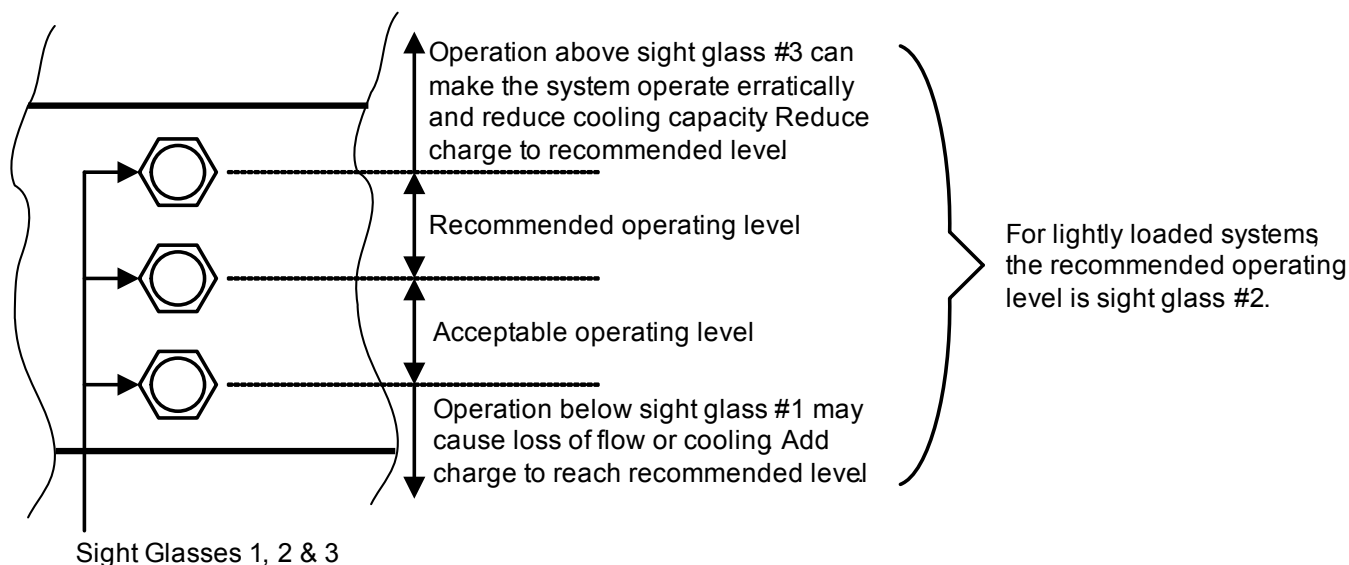 Operation above sight glass #3 can
make the system operate erratically
and reduce cooling capacity. Reduce
charge to recommended level.
Recommended operating level
Acceptable operating level
Operation below sight glass #1 may
cause loss of flow or cooling. Add
charge to reach recommended level.
For lightly loaded systems,
the recommended operating
level is sight glass #2.
Sight Glasses 1, 2 & 3